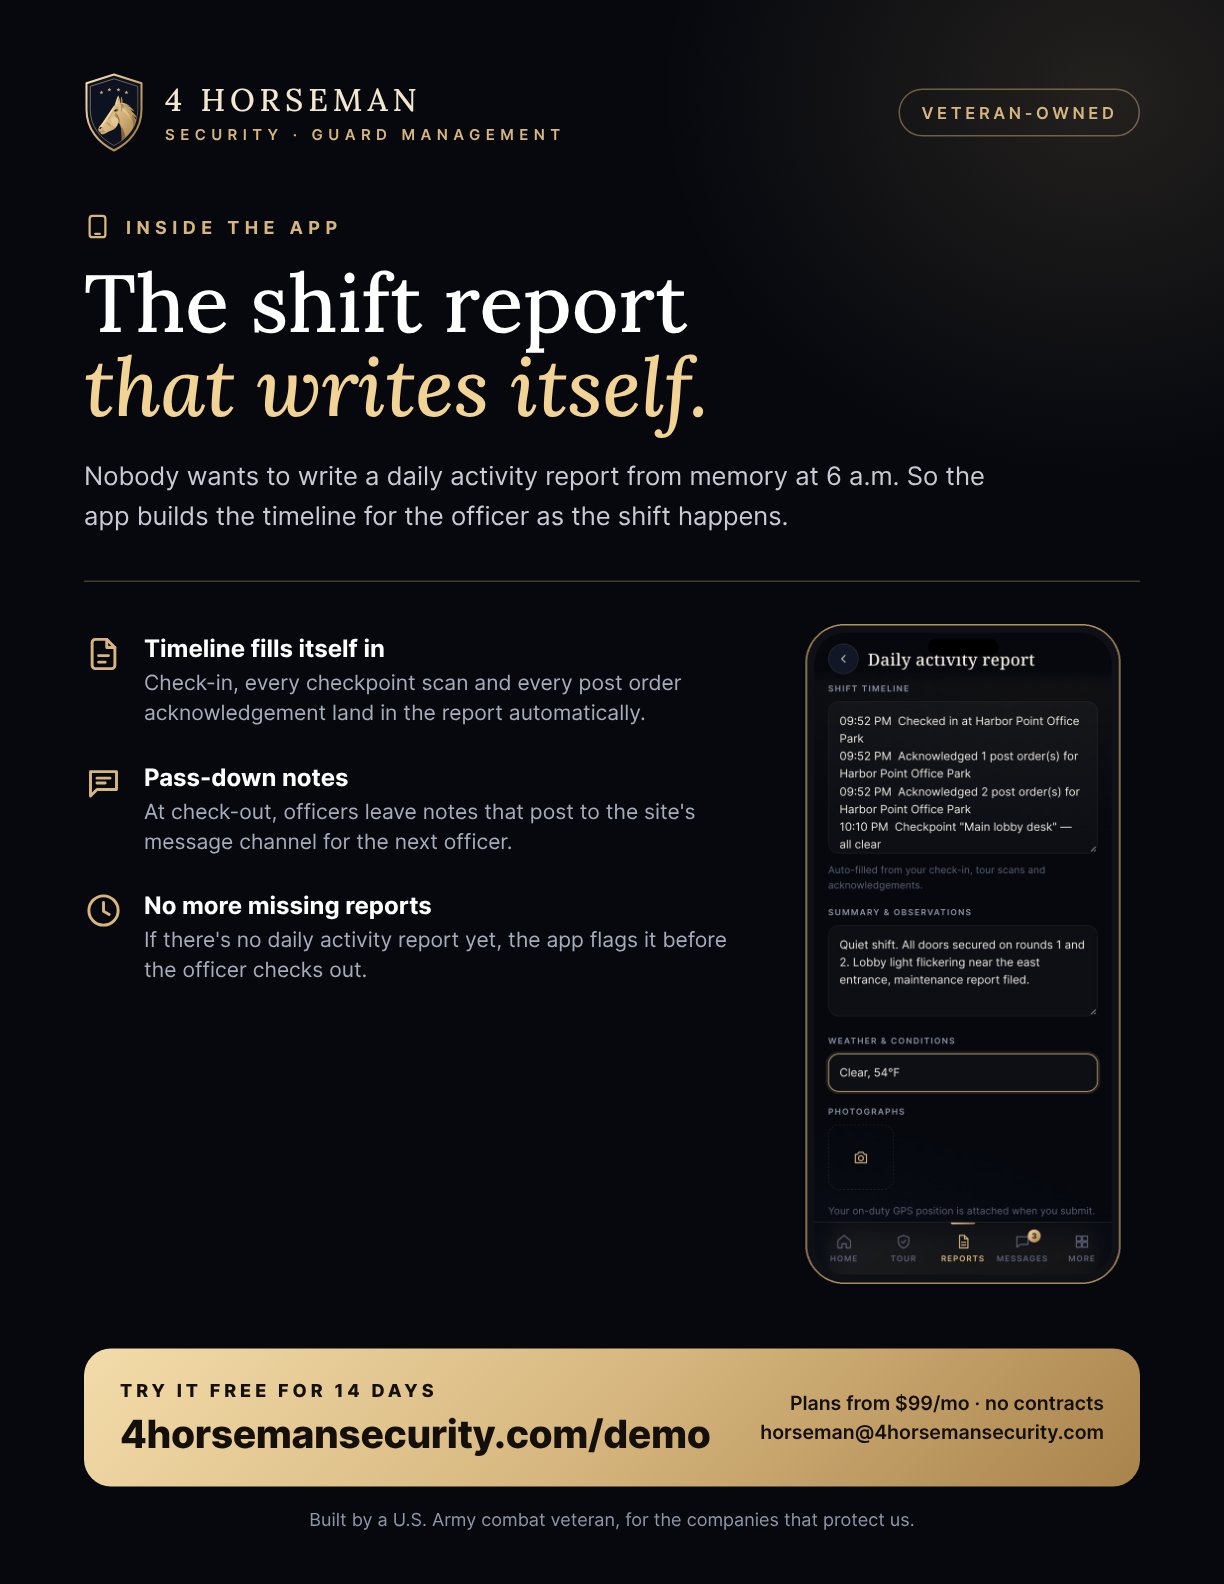 4 HORSEMAN
SECURITY · GUARD MANAGEMENT
VETERAN-OWNED
INSIDE THE APP
The shift report
that writes itself.
Nobody wants to write a daily activity report from memory at 6 a.m. So the
app builds the timeline for the officer as the shift happens.
Timeline fills itself in
Check-in, every checkpoint scan and every post order
acknowledgement land in the report automatically.
Pass-down notes
At check-out, officers leave notes that post to the site's
message channel for the next officer.
No more missing reports
If there's no daily activity report yet, the app flags it before
the officer checks out.
Daily activity report
SHIFT TIMELINE
09:52 PM Checked in at Harbor Point Office
Park
09:52 PM Acknowledged 1 post order(s) for
Harbor Point Office Park
09:52 PM Acknowledged 2 post order(s) for
Harbor Point Office Park
10:10 PM Checkpoint "Main lobby desk" —
all clear
Auto-filled from your check-in, tour scans and
acknowledgements.
SUMMARY & OBSERVATIONS
Quiet shift. All doors secured on rounds 1 and
2. Lobby light flickering near the east
entrance, maintenance report filed.
WEATHER & CONDITIONS
Clear, 54°F
PHOTOGRAPHS
Your on-duty GPS position is attached when you submit.
3
HOME TOUR REPORTS MESSAGES MORE
TRY IT FREE FOR 14 DAYS
4horsemansecurity.com/demo
Plans from $99/mo · no contracts
horseman@4horsemansecurity.com
Built by a U.S. Army combat veteran, for the companies that protect us.